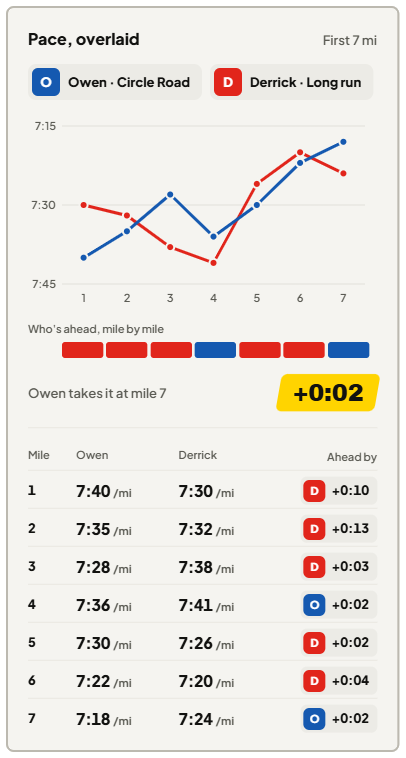 Pace, overlaid First 7 mi
O Owen · Circle Road D Derrick · Long run
7:15
7:30
7:45
1 2 3 4 5 6 7
Who's ahead, mile by mile
Owen takes it at mile 7 +0:02
Mile Owen Derrick Ahead by
1 7:40 /mi 7:30 /mi D +0:10
2 7:35 /mi 7:32 /mi D +0:13
3 7:28 /mi 7:38 /mi D +0:03
4 7:36 /mi 7:41 /mi O +0:02
5 7:30 /mi 7:26 /mi D +0:02
6 7:22 /mi 7:20 /mi D +0:04
7 7:18 /mi 7:24 /mi O +0:02